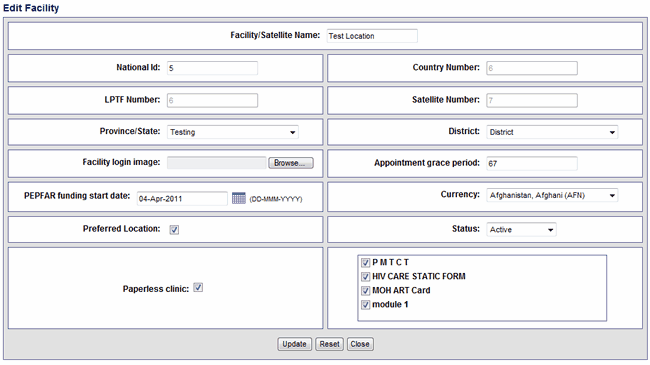 Edit Facility
Facility/Satellite Name: Test Location
National Id: 5 Country Number: 6
LPTF Number: 6 Satellite Number: 7
Province/State: Testing District: District
Facility login image: Browse... Appointment grace period: 67
PEPFAR funding start date: 04-Apr-2011 (DD-MMM-YYYY) Currency: Afghanistan, Afghani (AFN)
Preferred Location: Status: Active
Paperless clinic:
P M T C T
HIV CARE STATIC FORM
MOH ART Card
module 1
Update Reset Close